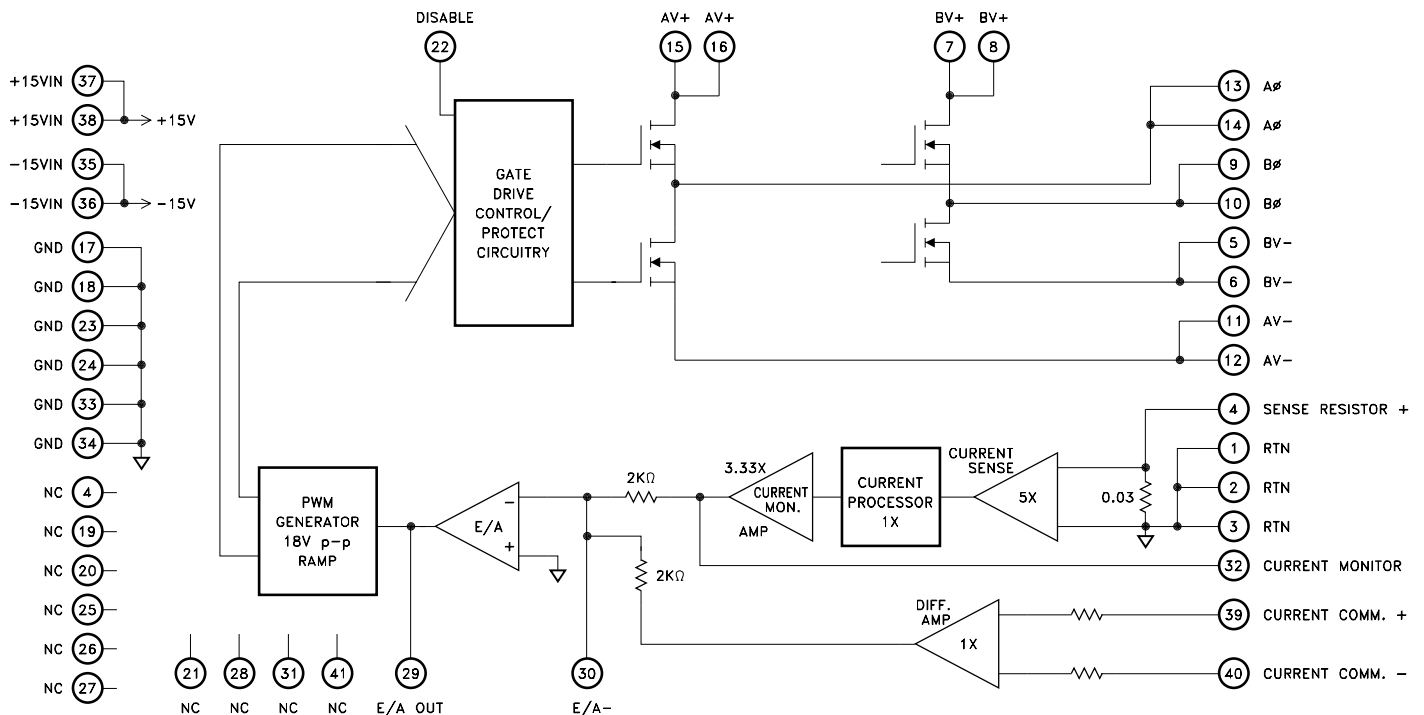 DISABLE
22
AV+ AV+
15 16
BV+ BV+
7 8
+15VIN 37
+15VIN 38 +15V
-15VIN 35
-15VIN 36 -15V
GND 17
GND 18
GND 23
GND 24
GND 33
GND 34
NC 4
NC 19
NC 20
NC 25
NC 26
NC 27
GATE
DRIVE
CONTROL/
PROTECT
CIRCUITRY
13 AØ
14 AØ
9 BØ
10 BØ
5 BV-
6 BV-
11 AV-
12 AV-
4 SENSE RESISTOR +
1 RTN
2 RTN
3 RTN
32 CURRENT MONITOR
39 CURRENT COMM. +
40 CURRENT COMM. -
PWM
GENERATOR
18V p-p
RAMP
E/A
-
+
2KΩ
2KΩ
3.33X
CURRENT
MON.
AMP
CURRENT
PROCESSOR
1X
CURRENT
SENSE
5X
0.03
DIFF.
AMP
1X
21 28 31 41 29 30
NC NC NC NC E/A OUT E/A-